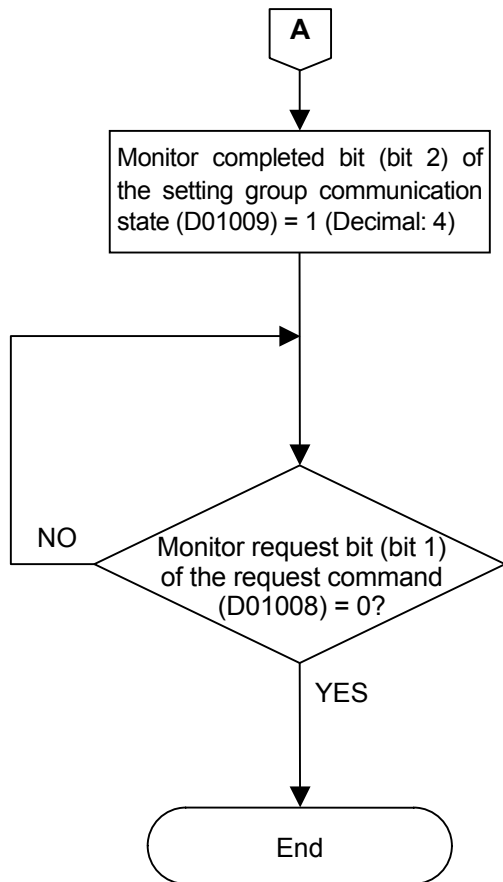 A
Monitor completed bit (bit 2) of
the setting group communication
state (D01009) = 1 (Decimal: 4)
NO
Monitor request bit (bit 1)
of the request command
(D01008) = 0?
YES
End